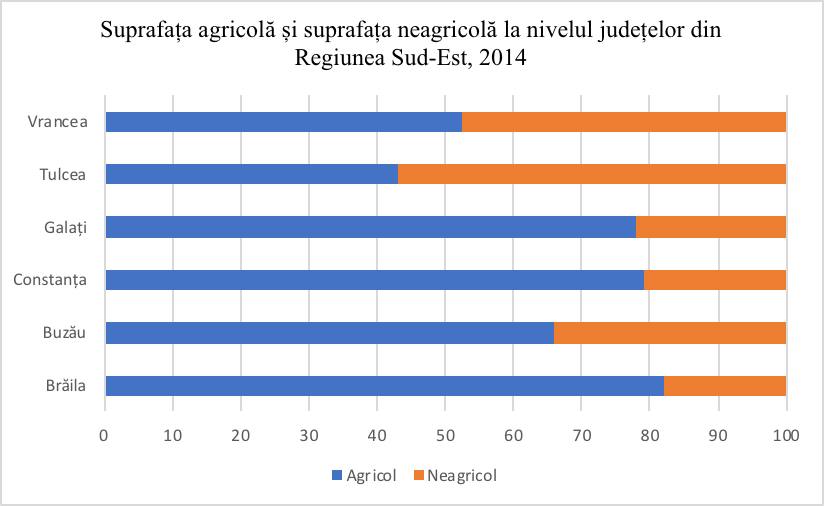 Suprafața agricolă și suprafața neagricolă la nivelul județelor din
Regiunea Sud-Est, 2014
Vrancea
Tulcea
Galați
Constanța
Buzău
Brăila
0 10 20 30 40 50 60 70 80 90 100
Agricol Neagricol